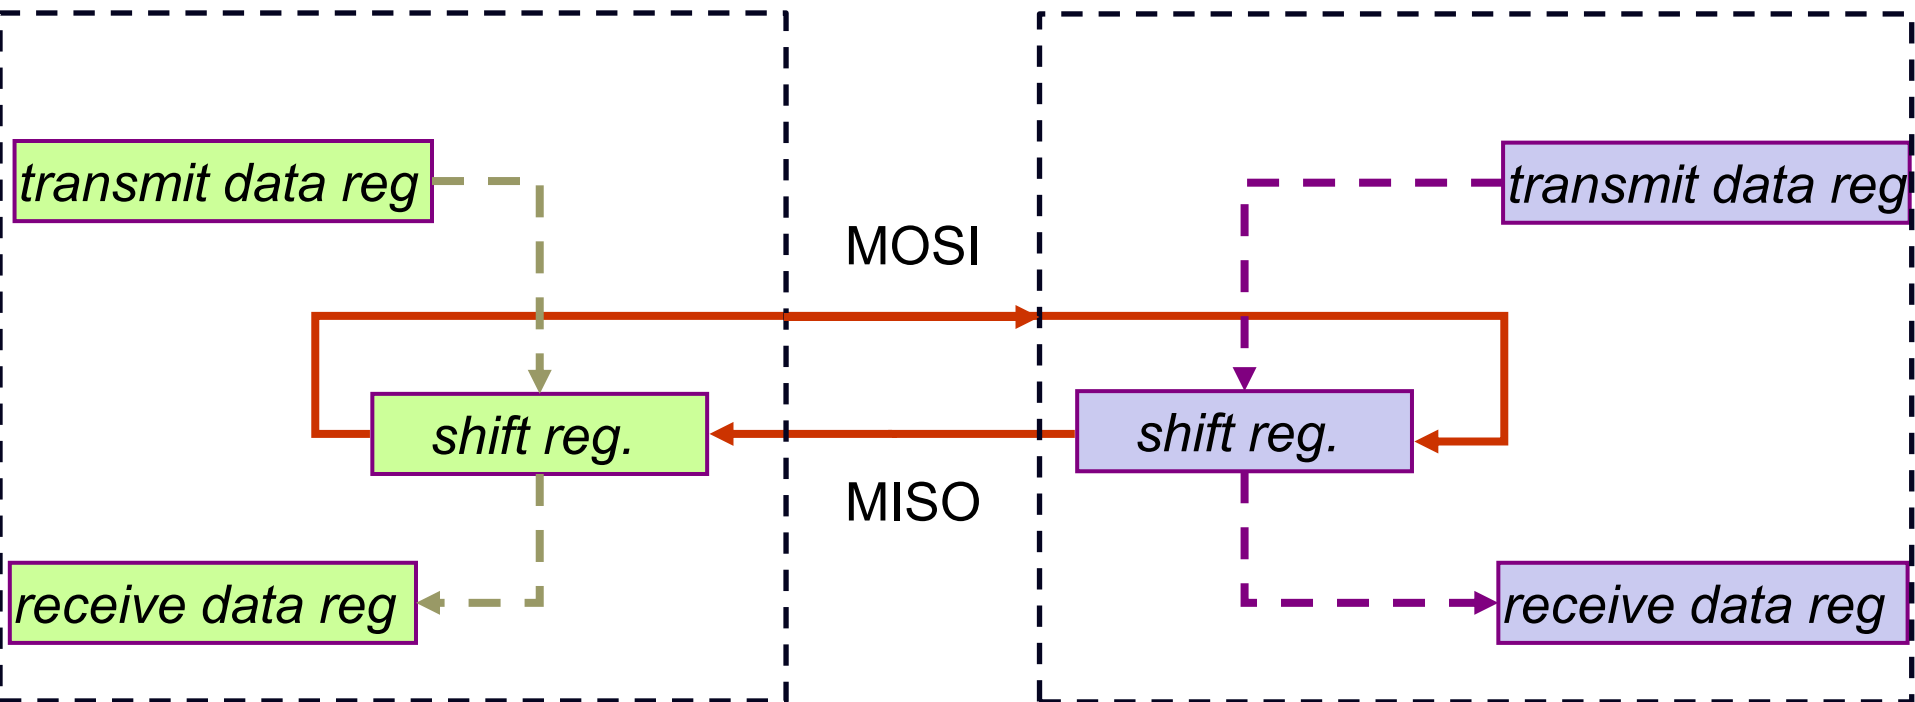 transmit data reg
transmit data reg
MOSI
shift reg.
shift reg.
MISO
receive data reg
receive data reg